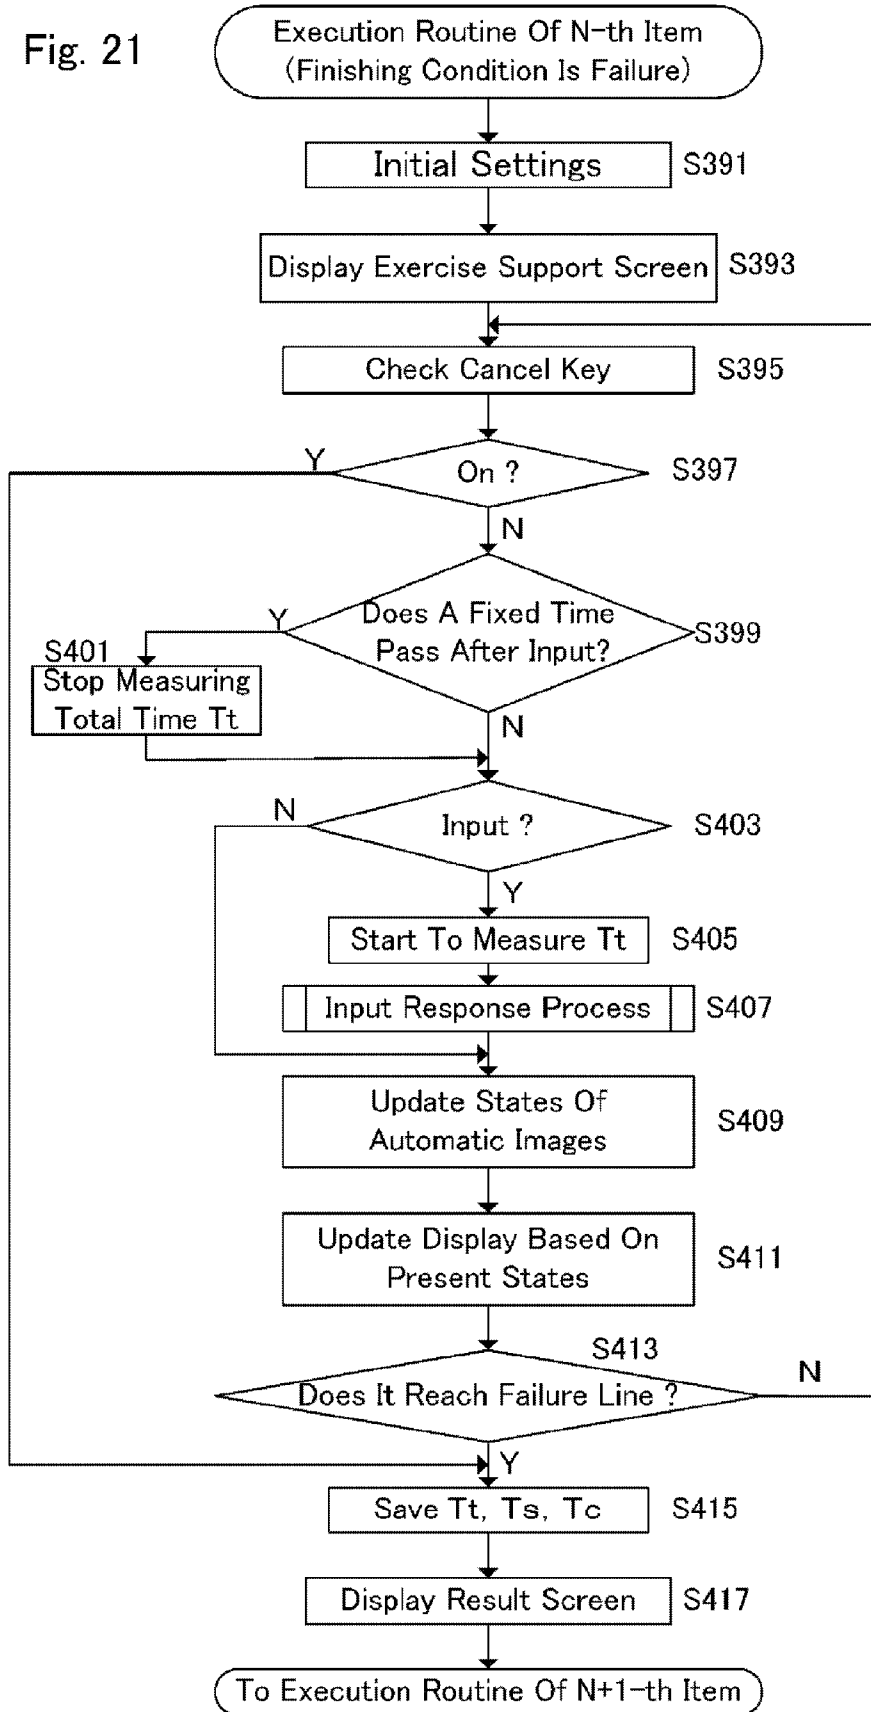 Fig. 21
Execution Routine Of N-th Item
(Finishing Condition Is Failure)
Initial Settings
S391
Display Exercise Support Screen
S393
Check Cancel Key
S395
Y
On ?
S397
N
Y
Does A Fixed Time
Pass After Input?
S399
S401
Stop Measuring
Total Time Tt
N
N
Input ?
S403
Y
Start To Measure Tt
S405
Input Response Process
S407
Update States Of
Automatic Images
S409
Update Display Based On
Present States
S411
S413
Does It Reach Failure Line ?
N
Y
Save Tt, Ts, Tc
S415
Display Result Screen
S417
To Execution Routine Of N+1-th Item